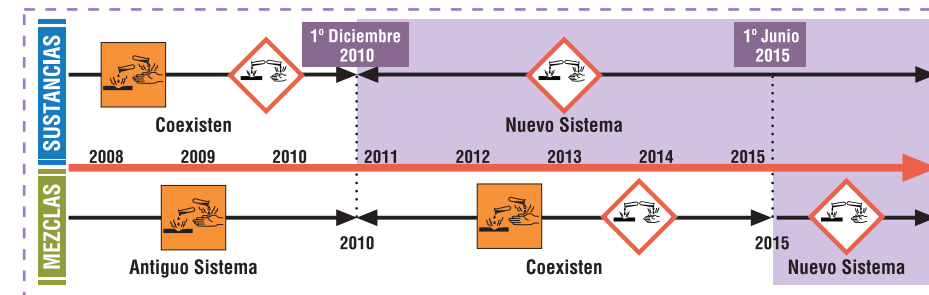 SUSTANCIAS
1º Diciembre
2010
1º Junio
2015
Coexisten
Nuevo Sistema
2008 2009 2010 2011 2012 2013 2014 2015
MEZCLAS
2010
2015
Antiguo Sistema
Coexisten
Nuevo Sistema